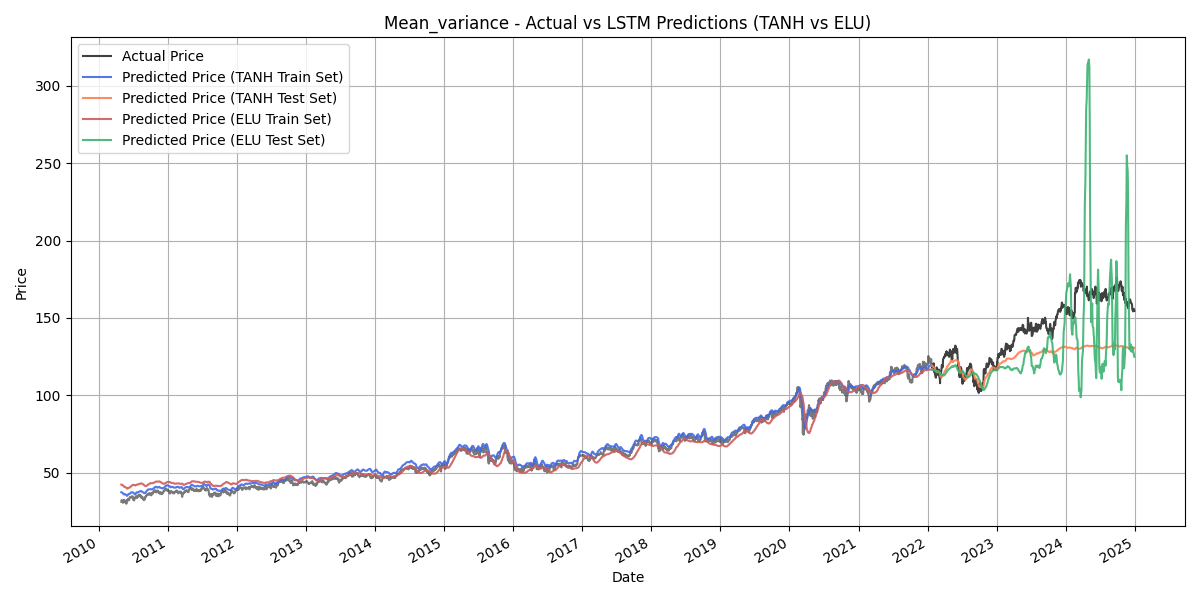 Mean_variance - Actual vs LSTM Predictions (TANH vs ELU)
Actual Price
Predicted Price (TANH Train Set)
Predicted Price (TANH Test Set)
Predicted Price (ELU Train Set)
Predicted Price (ELU Test Set)
300
250
200
150
100
50
Price
2010 2011 2012 2013 2014 2015 2016 2017 2018 2019 2020 2021 2022 2023 2024 2025
Date